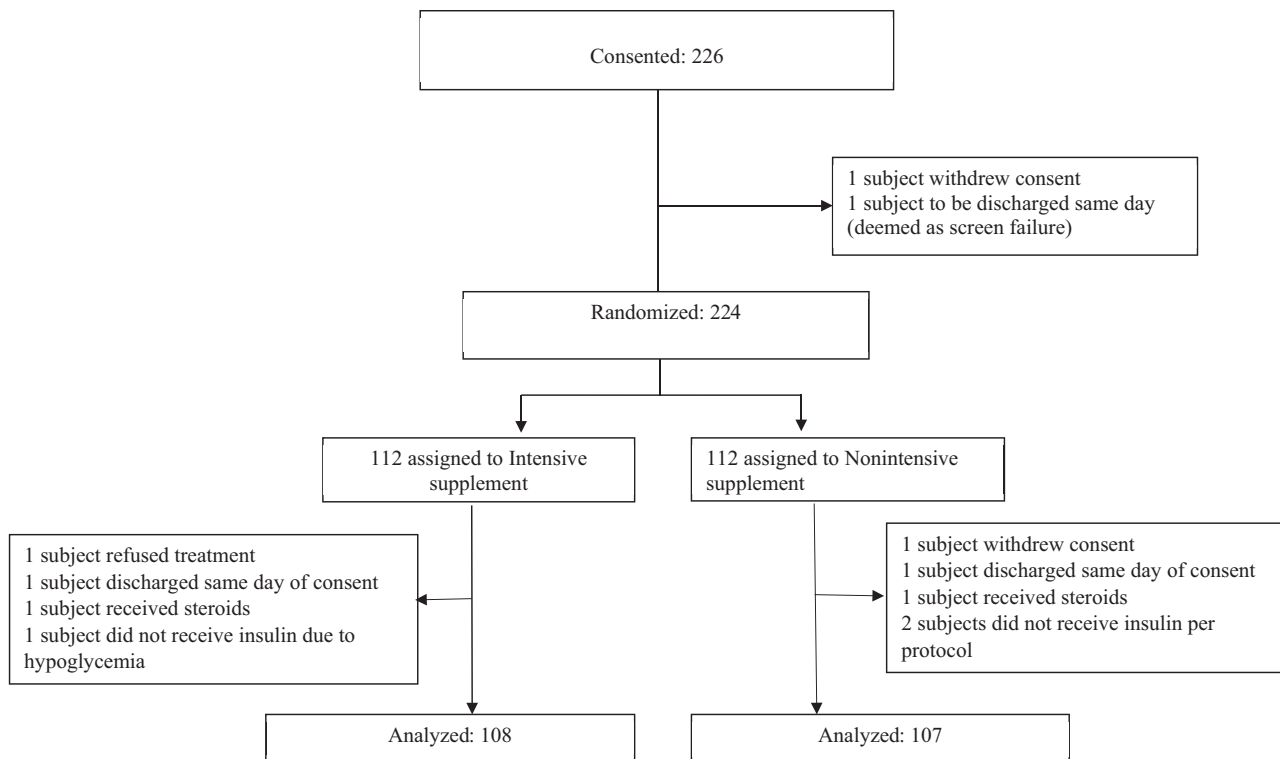 Consented: 226
1 subject withdrew consent
1 subject to be discharged same day
(deemed as screen failure)
Randomized: 224
112 assigned to Intensive
supplement
112 assigned to Nonintensive
supplement
1 subject refused treatment
1 subject discharged same day of consent
1 subject received steroids
1 subject did not receive insulin due to
hypoglycemia
1 subject withdrew consent
1 subject discharged same day of consent
1 subject received steroids
2 subjects did not receive insulin per
protocol
Analyzed: 108
Analyzed: 107